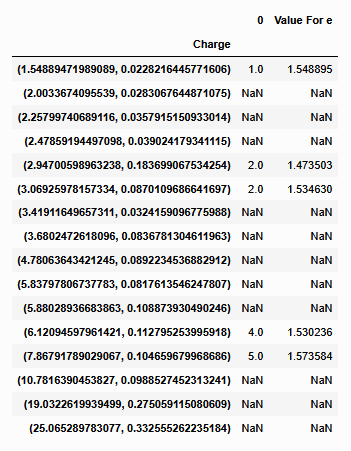 0 Value For e
Charge
(1.54889471989089, 0.0228216445771606) 1.0 1.548895
(2.0033674095539, 0.0283067644871075) NaN NaN
(2.25799740689116, 0.0357915150933014) NaN NaN
(2.47859194497098, 0.039024179341115) NaN NaN
(2.94700598963238, 0.183699067534254) 2.0 1.473503
(3.06925978157334, 0.0870109686641697) 2.0 1.534630
(3.41911649657311, 0.0324159096775988) NaN NaN
(3.6802472618096, 0.0836781304611963) NaN NaN
(4.78063643421245, 0.0892234536882912) NaN NaN
(5.83797806737783, 0.0817613546247807) NaN NaN
(5.88028936683863, 0.108873930490246) NaN NaN
(6.12094597961421, 0.112795253995918) 4.0 1.530236
(7.86791789029067, 0.104659679968686) 5.0 1.573584
(10.7816390453827, 0.0988527452313241) NaN NaN
(19.0322619939499, 0.275059115080609) NaN NaN
(25.065289783077, 0.332555262235184) NaN NaN